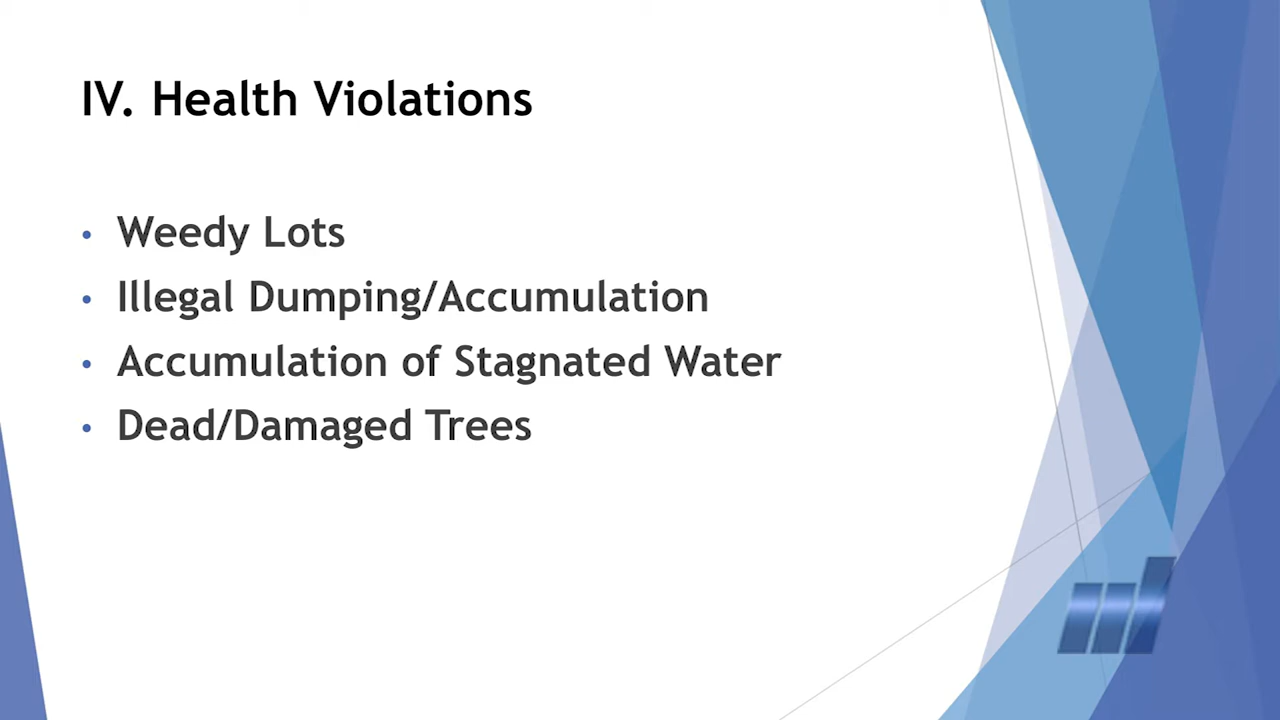 IV. Health Violations
• Weedy Lots
• Illegal Dumping/Accumulation
• Accumulation of Stagnated Water
• Dead/Damaged Trees